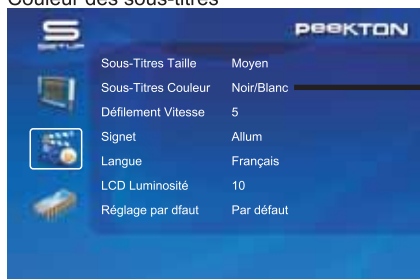 Couleur des sous-titres
S
SETUP
PEEKTON
Sous-Titres Taille Moyen
Sous-Titres Couleur Noir/Blanc
Défilement Vitesse 5
Signet Allum
Langue Français
LCD Luminosité 10
Réglage par dfaut Par défaut